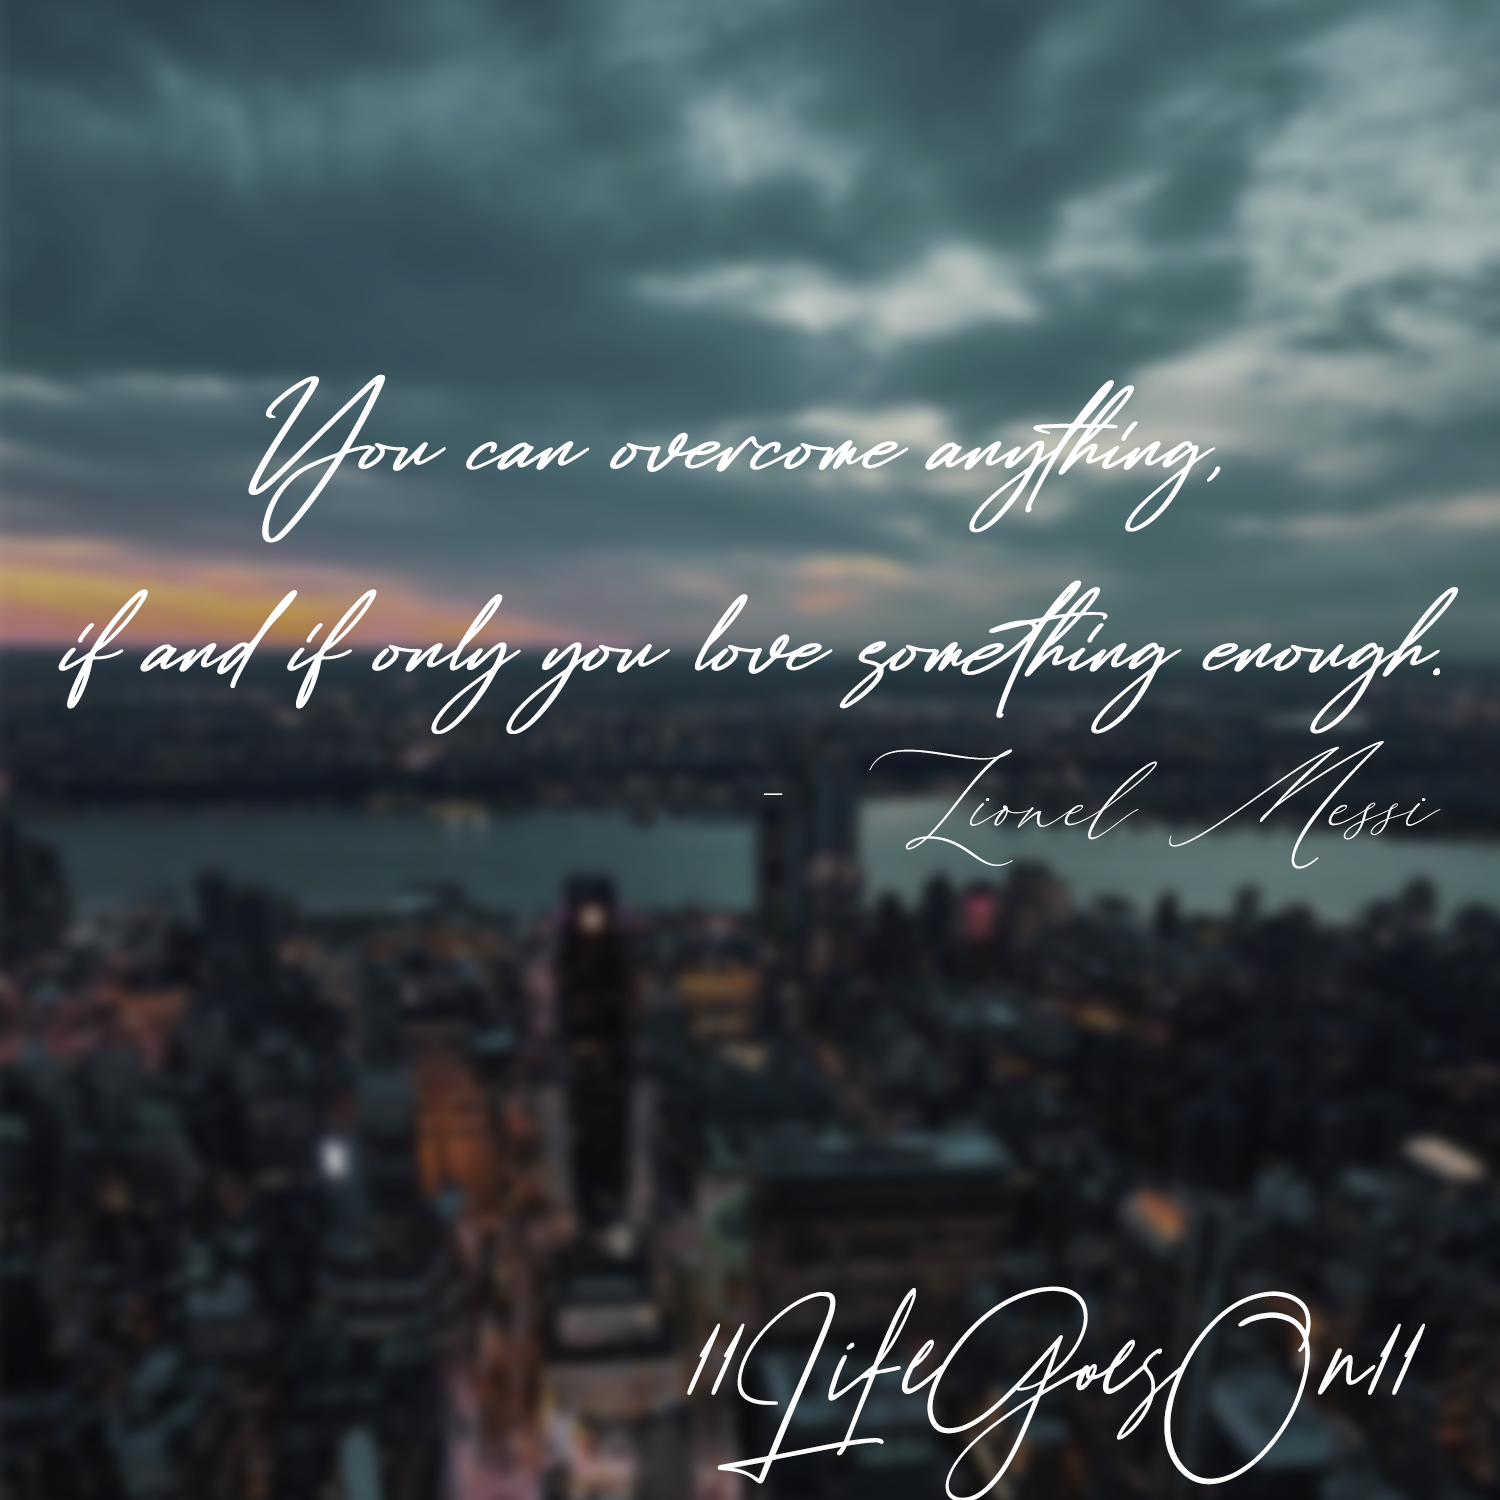 You can overcome anything,
if and if only you love something enough.
– Lionel Messi
11LifeGoesOn11